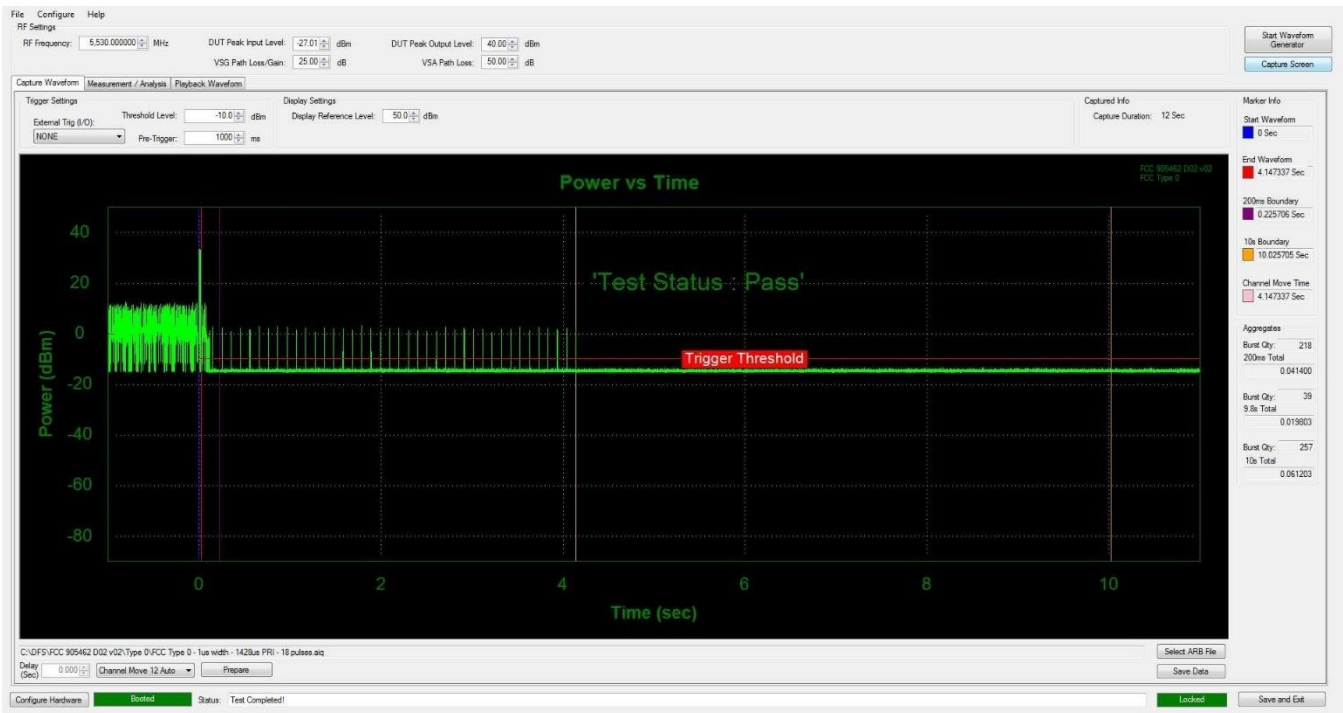 File Configure Help
RF Settings
RF Frequency: 5,530.000000 MHz DUT Peak Input Level: -27.01 dBm DUT Peak Output Level: 40.00 dBm
VSG Path Loss/Gain: 25.00 dB VSA Path Loss: 50.00 dB
Start Waveform
Generator
Capture Screen
Capture Waveform Measurement / Analysis Playback Waveform
Trigger Settings
External Trig (I/O):
NONE
Threshold Level: -10.0 dBm
Pre-Trigger: 1000 ms
Display Settings
Display Reference Level: 50.0 dBm
Captured Info
Capture Duration: 12 Sec
Power vs Time
FCC 905462 D02 v02
FCC Type 0
'Test Status : Pass'
Trigger Threshold
Power (dBm)
40
20
0
-20
-40
-60
-80
0 2 4 6 8 10
Time (sec)
Marker Info
Start Waveform
0 Sec
End Waveform
4.147337 Sec
200ms Boundary
0.225706 Sec
10s Boundary
10.025705 Sec
Channel Move Time
4.147337 Sec
Aggregates
Burst Qty: 218
200ms Total
0.041400
Burst Qty: 39
9.8s Total
0.019803
Burst Qty: 257
10s Total
0.061203
C:\DFS\FCC 905462 D02 v02\Type 0\FCC Type 0 - 1us width - 1428us PRI - 18 pulses.aiq
Select ARB File
Delay
(Sec) 0.000 Channel Move 12 Auto Prepare
Save Data
Configure Hardware Booted Status: Test Completed! Locked Save and Exit